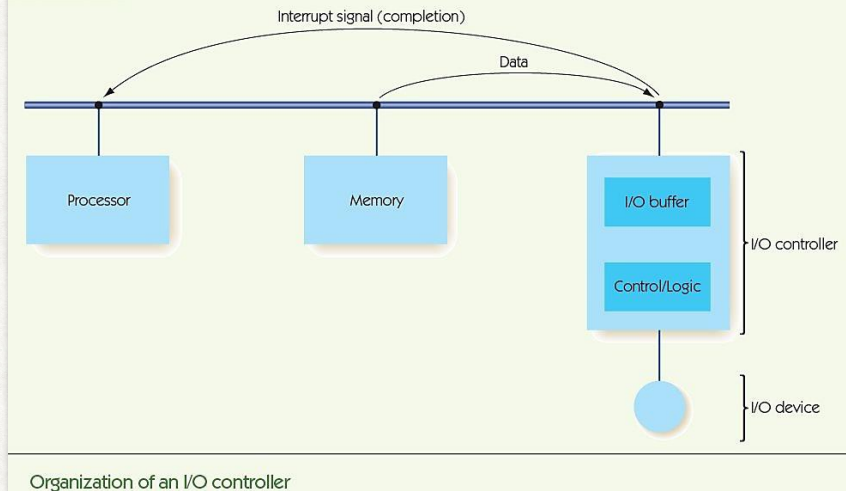 Interrupt signal (completion)
Data
Processor
Memory
I/O buffer
Control/Logic
I/O controller
I/O device
Organization of an I/O controller